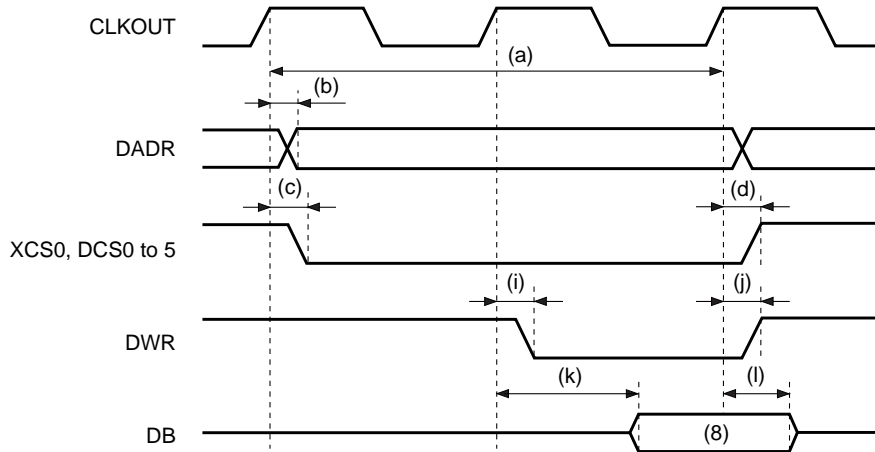 CLKOUT
(a)
(b)
DADR
(c)
(d)
XCS0, DCS0 to 5
(i)
(j)
DWR
(k)
(l)
DB
(8)